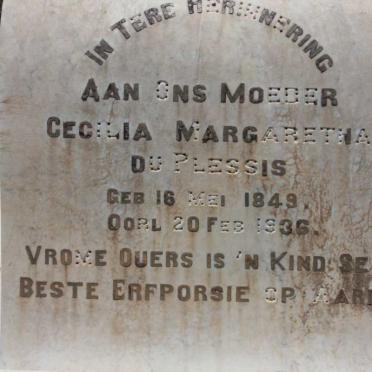 In Tere Herinnering
Aan Ons Moeder
Cecilia Margaretha
du Plessis
Geb 16 Mei 1849.
Oorl 20 Feb 1936.
Vrome Ouers is 'n Kind se
Beste Erfporsie op Aard